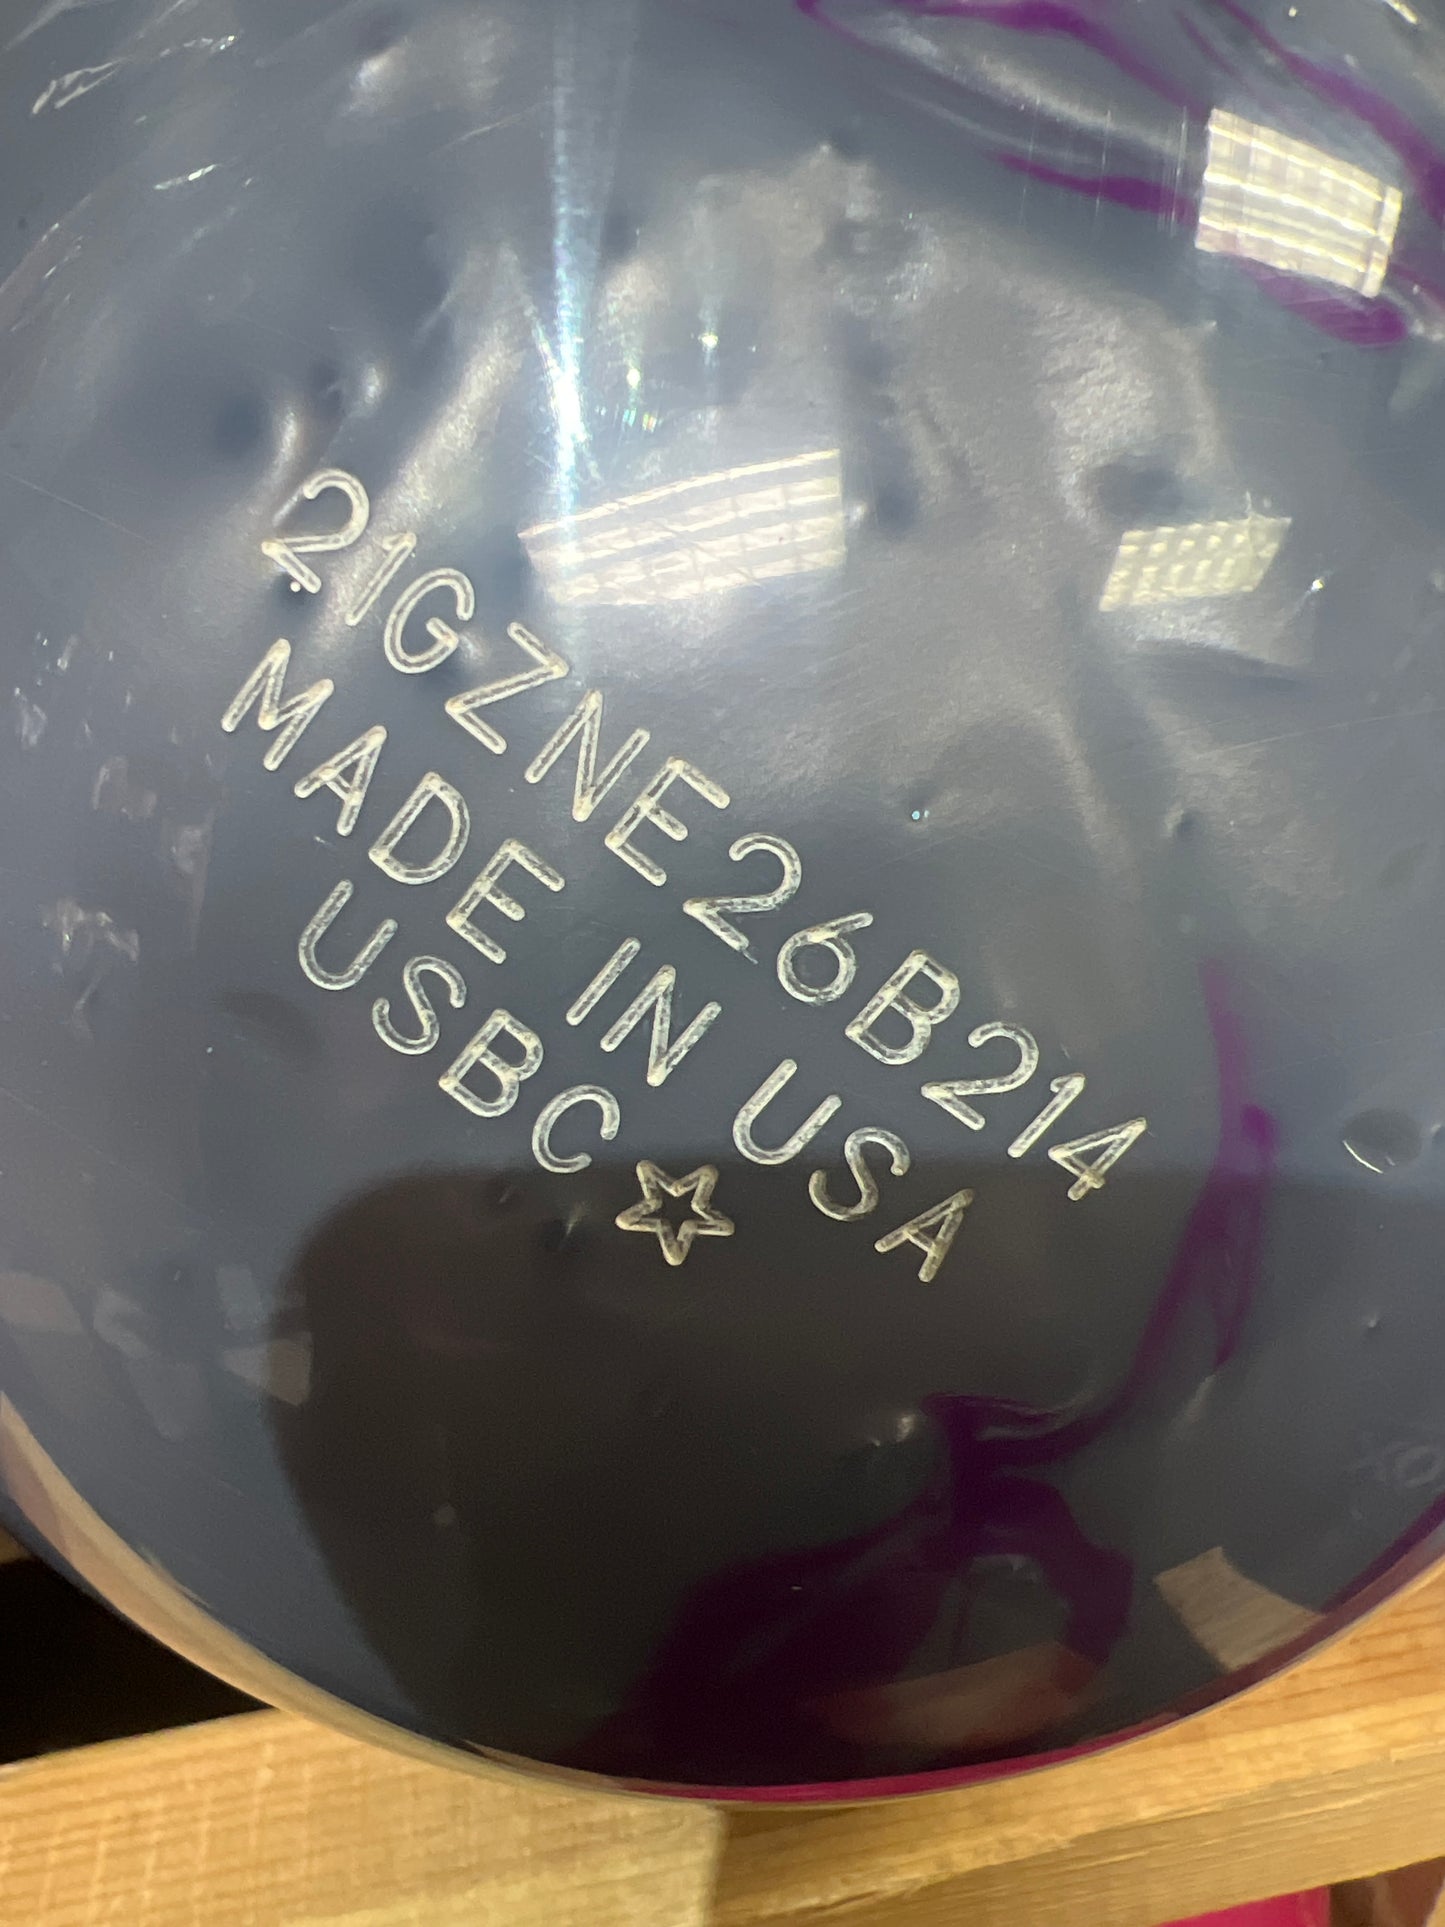 21GZNE26B214
MADE IN USA
USBC ☆